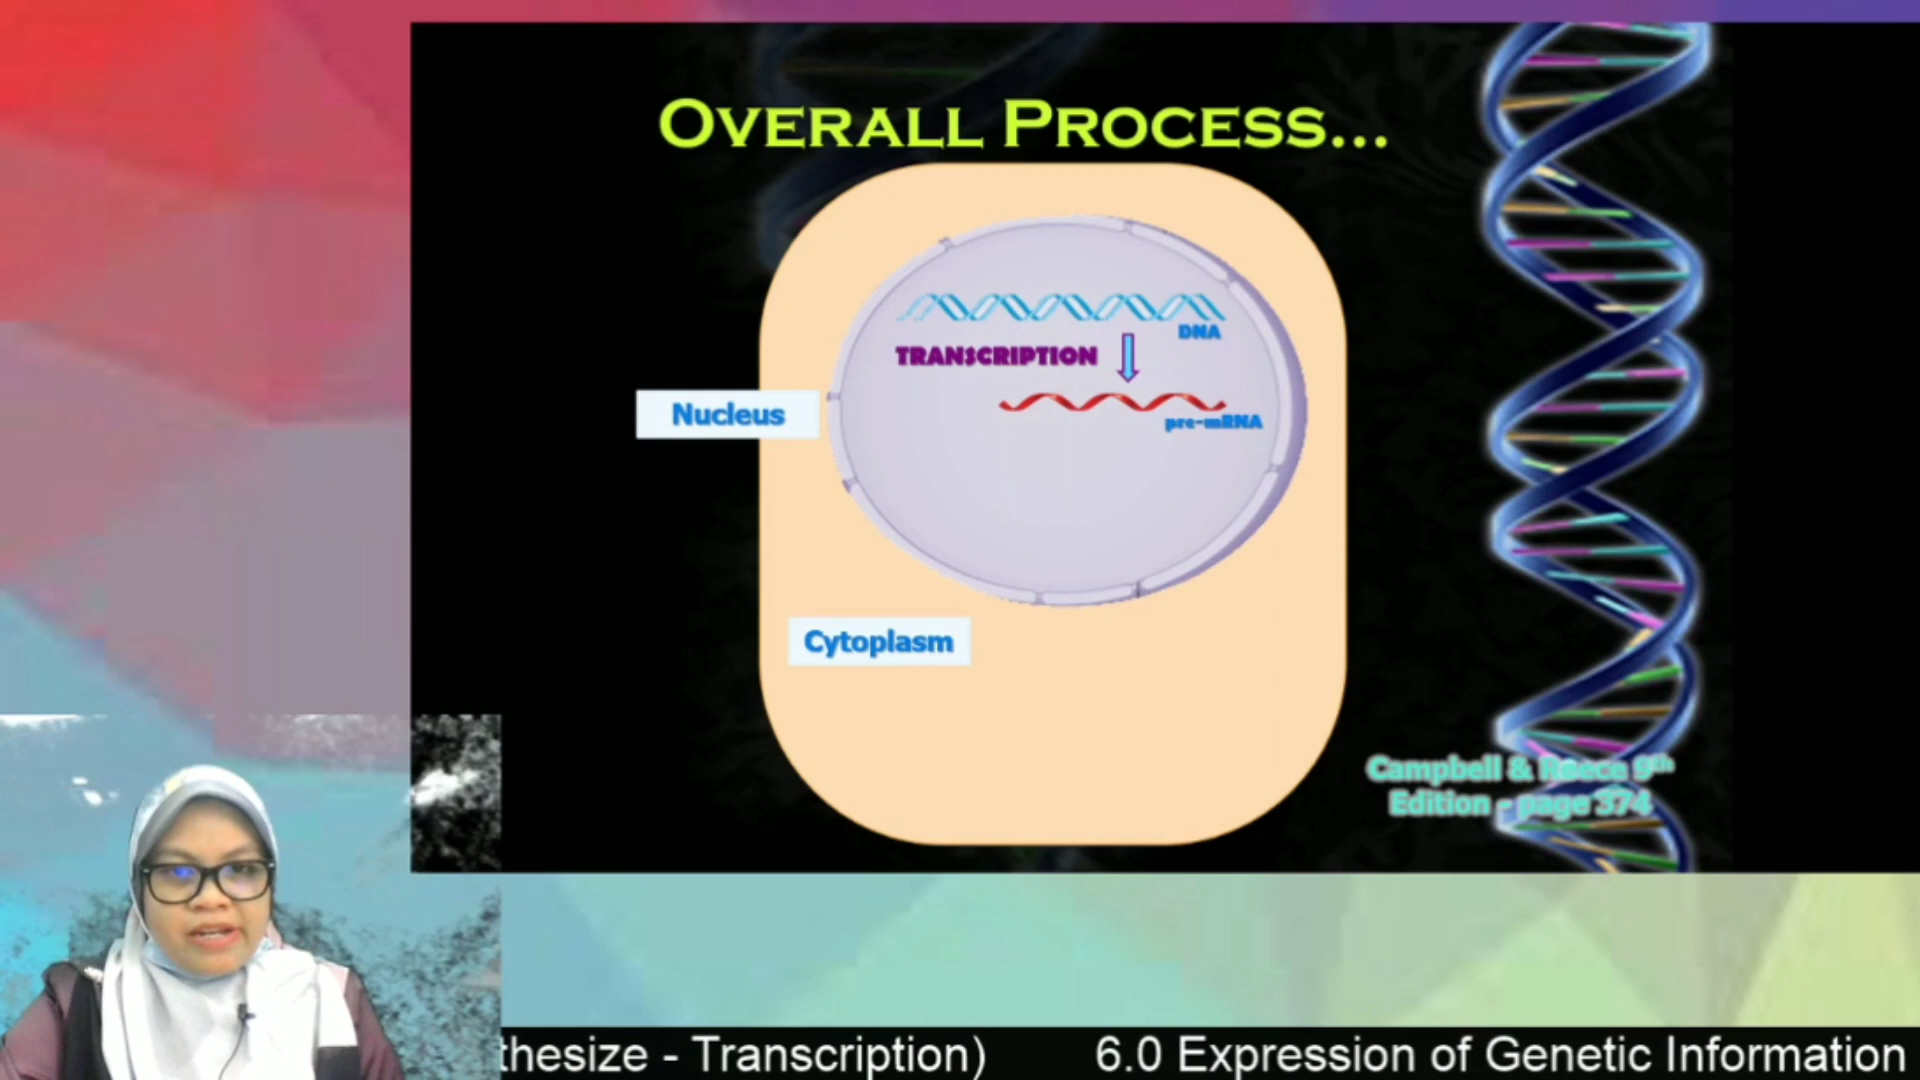 OVERALL PROCESS...
DNA
TRANSCRIPTION
pre-mRNA
Nucleus
Cytoplasm
Campbell & Reece 9th
Edition - page 374
thesize - Transcription) 6.0 Expression of Genetic Information